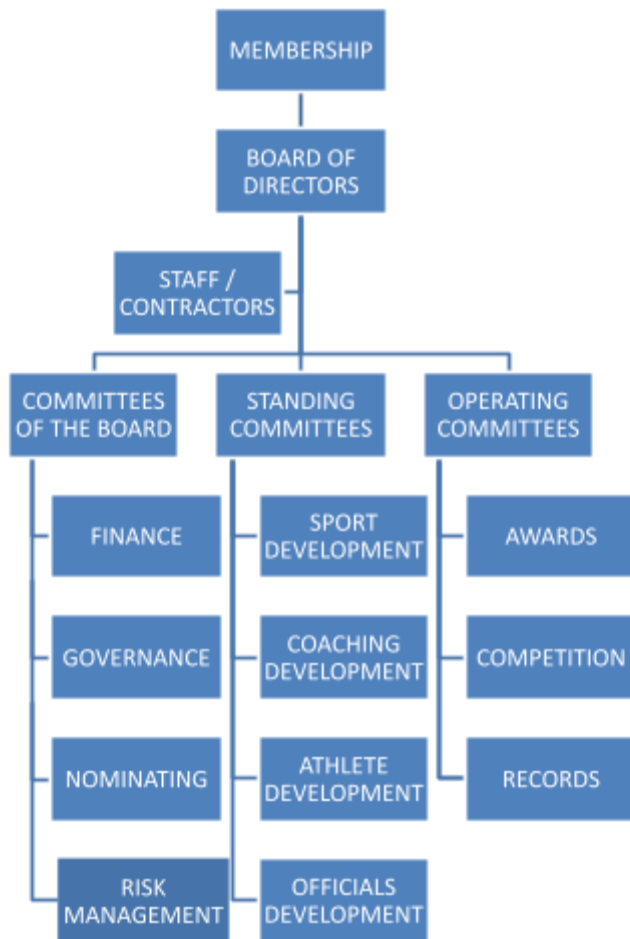 MEMBERSHIP
BOARD OF
DIRECTORS
STAFF /
CONTRACTORS
COMMITTEES
OF THE BOARD
STANDING
COMMITTEES
OPERATING
COMMITTEES
FINANCE
SPORT
DEVELOPMENT
AWARDS
GOVERNANCE
COACHING
DEVELOPMENT
COMPETITION
NOMINATING
ATHLETE
DEVELOPMENT
RECORDS
RISK
MANAGEMENT
OFFICIALS
DEVELOPMENT